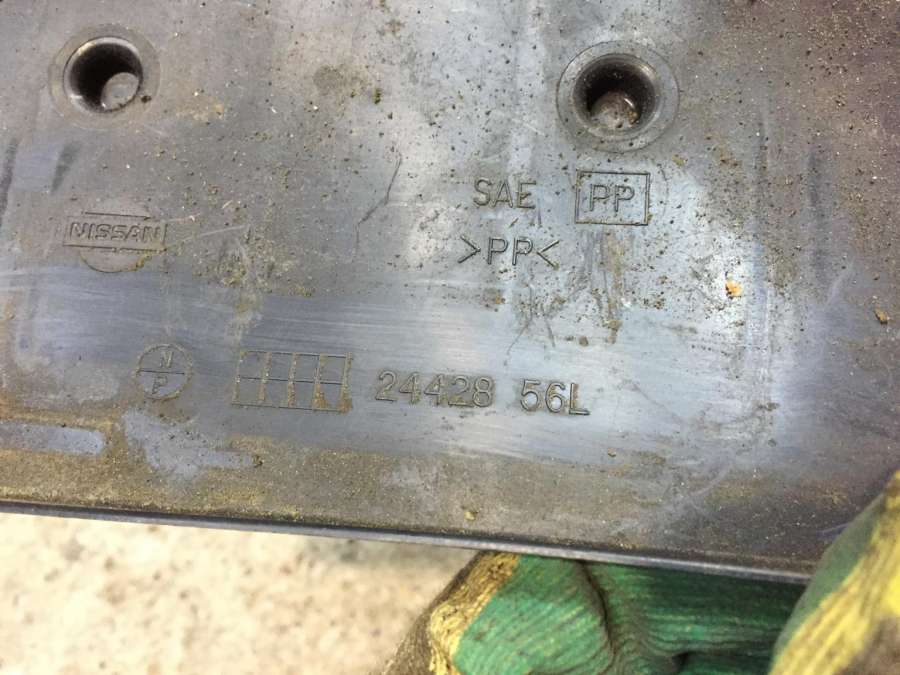 SAE PP
>PP<
NISSAN
N
P
24428 56L